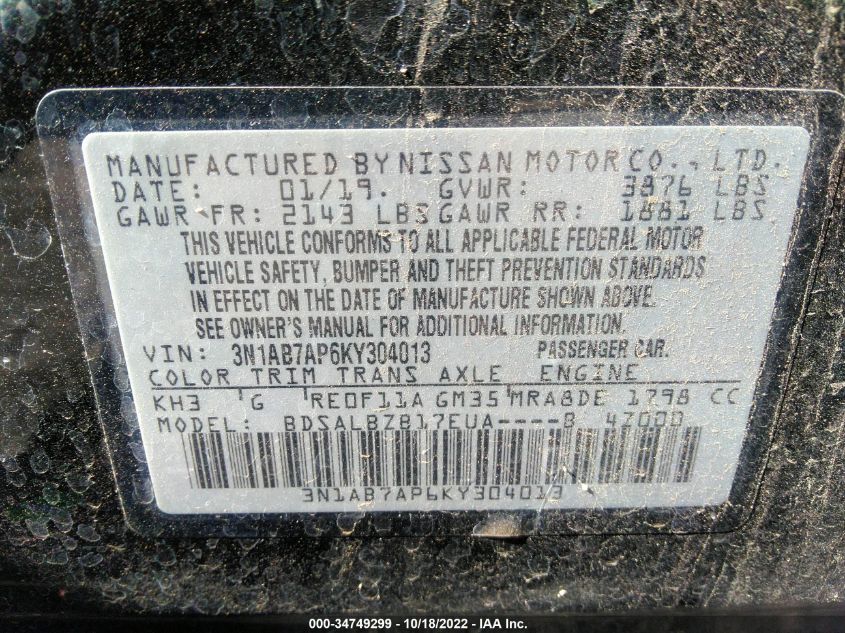 MANUFACTURED BY NISSAN MOTOR CO., LTD.
DATE: 01/19. GVWR: 3876 LBS
GAWR FR: 2143 LBS GAWR RR: 1881 LBS
THIS VEHICLE CONFORMS TO ALL APPLICABLE FEDERAL MOTOR
VEHICLE SAFETY, BUMPER AND THEFT PREVENTION STANDARDS
IN EFFECT ON THE DATE OF MANUFACTURE SHOWN ABOVE.
SEE OWNER'S MANUAL FOR ADDITIONAL INFORMATION.
VIN: 3N1AB7AP6KY304013 PASSENGER CAR.
COLOR TRIM TRANS AXLE ENGINE
KH3 G RE0F11A GM35 MRA8DE 1798 CC
MODEL: BDSALBZB17EUA----B 4Z000
3N1AB7AP6KY304013
000-34749299 - 10/18/2022 - IAA Inc.